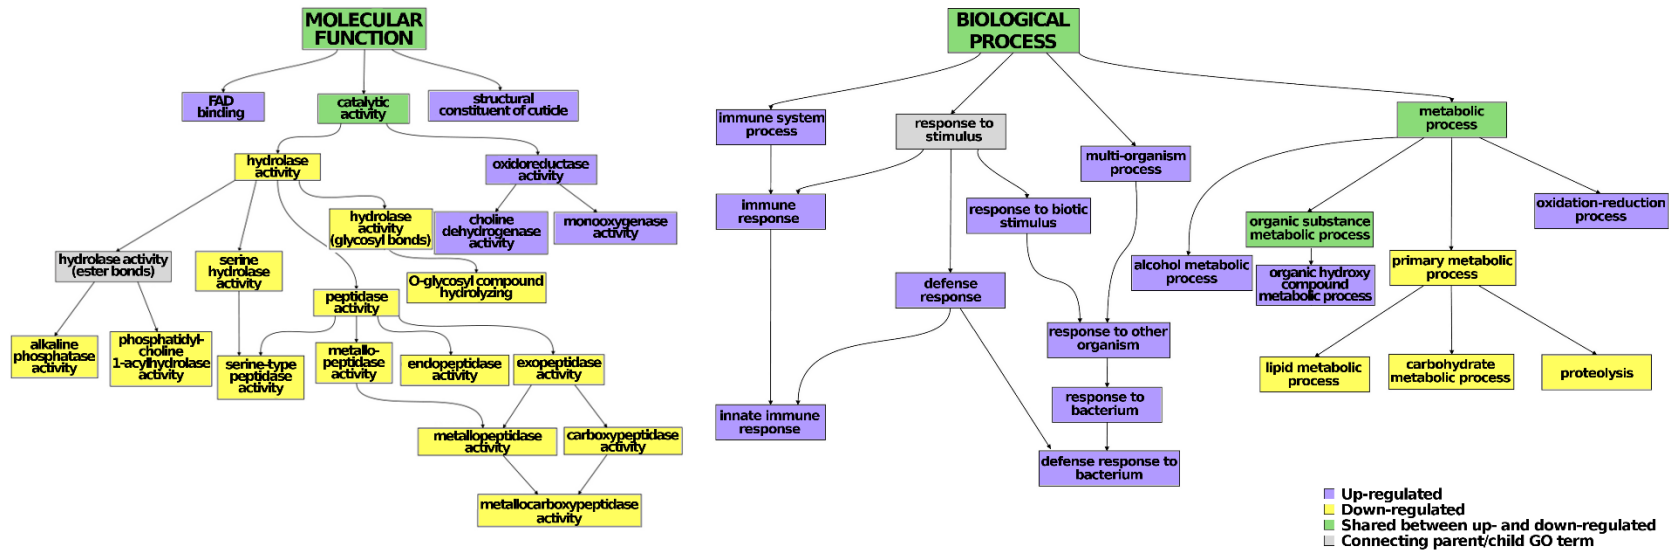 MOLECULAR
FUNCTION
FAD
binding
catalytic
activity
structural
constituent of cuticle
hydrolase
activity
oxidoreductase
activity
hydrolase
activity
(glycosyl bonds)
choline
dehydrogenase
activity
monooxygenase
activity
hydrolase activity
(ester bonds)
serine
hydrolase
activity
O-glycosyl compound
hydrolyzing
peptidase
activity
alkaline
phosphatase
activity
phosphatidyl-
choline
1-acylhydrolase
activity
serine-type
peptidase
activity
metallo-
peptidase
activity
endopeptidase
activity
exopeptidase
activity
metallopeptidase
activity
carboxypeptidase
activity
metallocarboxypeptidase
activity
BIOLOGICAL
PROCESS
immune system
process
response to
stimulus
multi-organism
process
metabolic
process
immune
response
response to biotic
stimulus
organic substance
metabolic process
oxidation-reduction
process
defense
response
alcohol metabolic
process
organic hydroxy
compound
metabolic process
primary metabolic
process
response to other
organism
lipid metabolic
process
carbohydrate
metabolic process
proteolysis
innate immune
response
response to
bacterium
defense response to
bacterium
Up-regulated
Down-regulated
Shared between up- and down-regulated
Connecting parent/child GO term